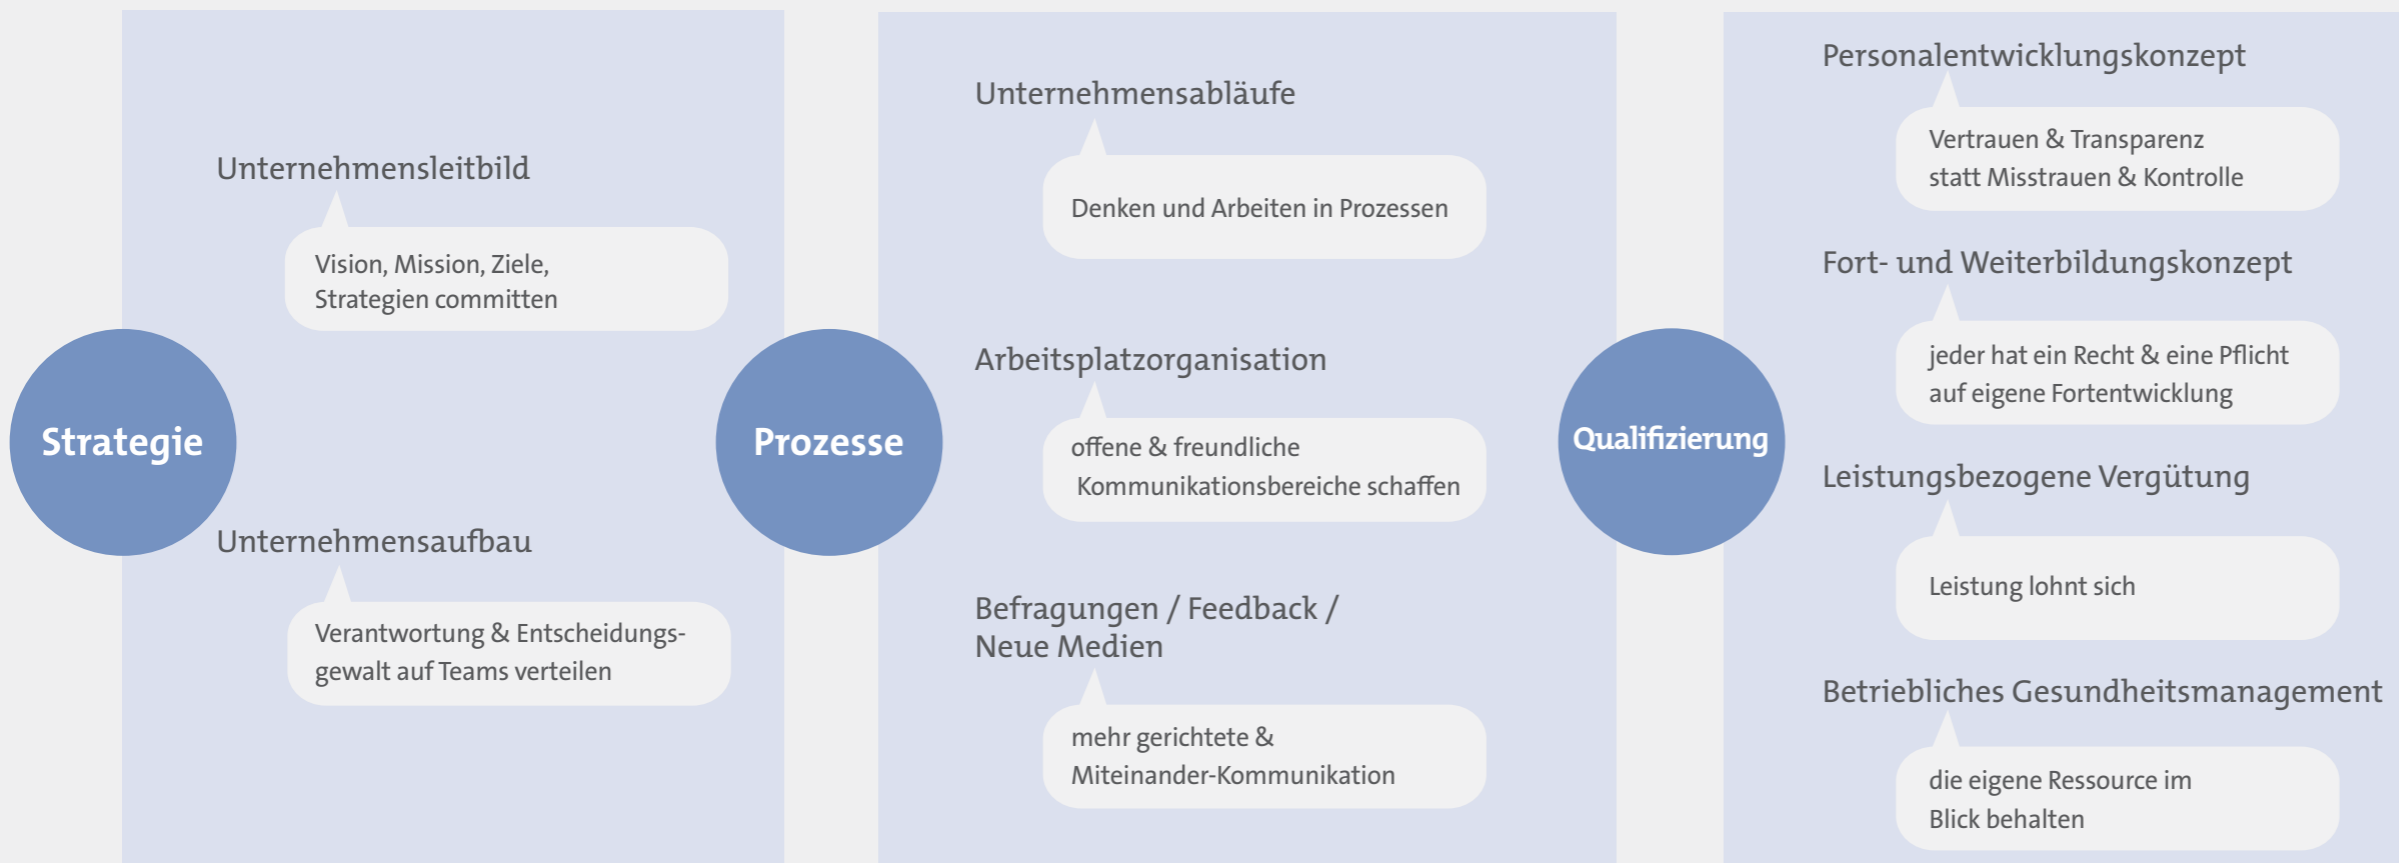 Strategie
Unternehmensleitbild
Vision, Mission, Ziele,
Strategien committen
Unternehmensaufbau
Verantwortung & Entscheidungs-
gewalt auf Teams verteilen
Prozesse
Unternehmensabläufe
Denken und Arbeiten in Prozessen
Arbeitsplatzorganisation
offene & freundliche
Kommunikationsbereiche schaffen
Befragungen / Feedback /
Neue Medien
mehr gerichtete &
Miteinander-Kommunikation
Qualifizierung
Personalentwicklungskonzept
Vertrauen & Transparenz
statt Misstrauen & Kontrolle
Fort- und Weiterbildungskonzept
jeder hat ein Recht & eine Pflicht
auf eigene Fortentwicklung
Leistungsbezogene Vergütung
Leistung lohnt sich
Betriebliches Gesundheitsmanagement
die eigene Ressource im
Blick behalten